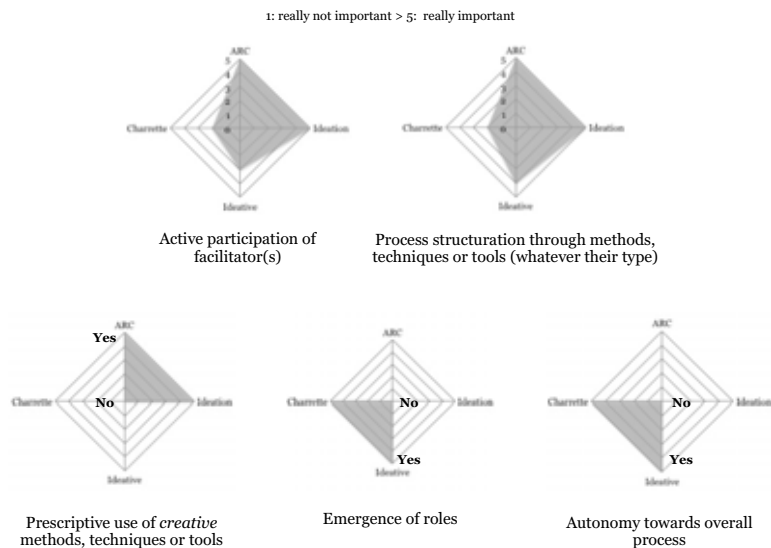 1: really not important > 5:  really important
ARC
5
4
3
2
1
0
Charrette
Ideation
Ideative
ARC
5
4
3
2
1
0
Charrette
Ideation
Ideative
Active participation of
facilitator(s)
Process structuration through methods,
techniques or tools (whatever their type)
ARC
Yes
Charrette
No
Ideation
Ideative
ARC
Charrette
No
Ideation
Yes
Ideative
ARC
Charrette
No
Ideation
Yes
Ideative
Prescriptive use of creative
methods, techniques or tools
Emergence of roles
Autonomy towards overall
process